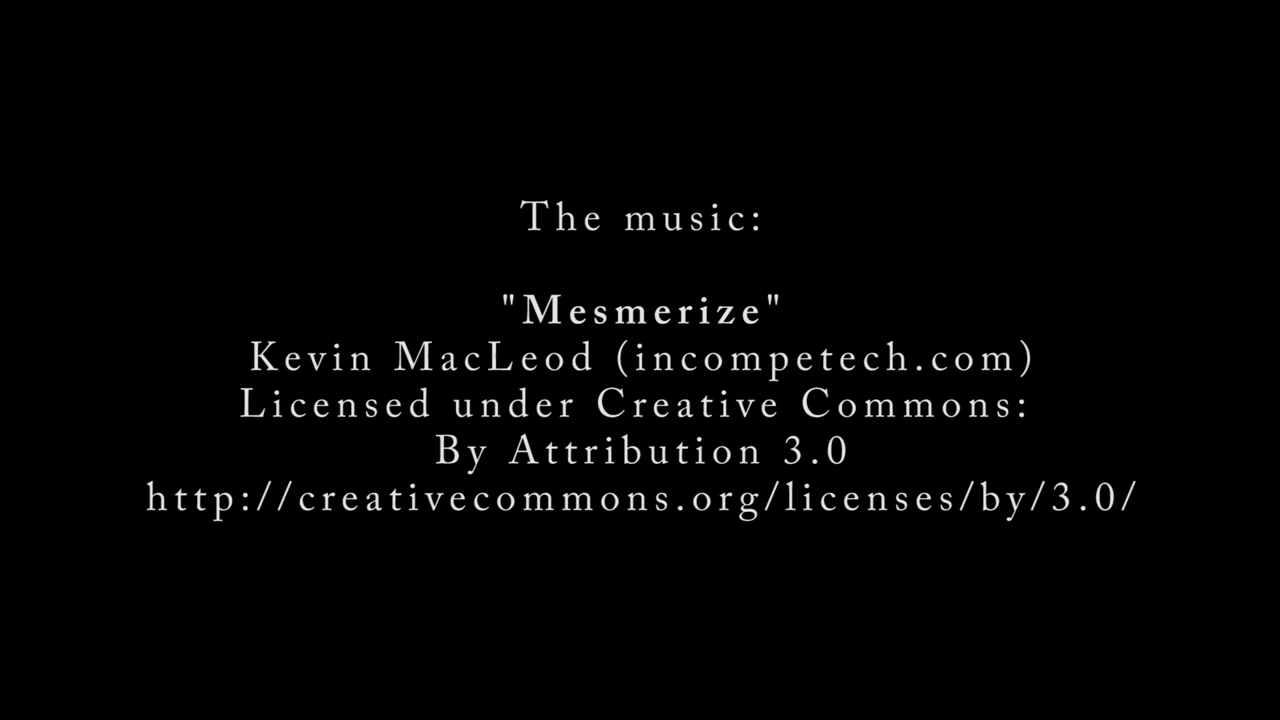 The music:
"Mesmerize"
Kevin MacLeod (incompetech.com)
Licensed under Creative Commons:
By Attribution 3.0
http://creativecommons.org/licenses/by/3.0/